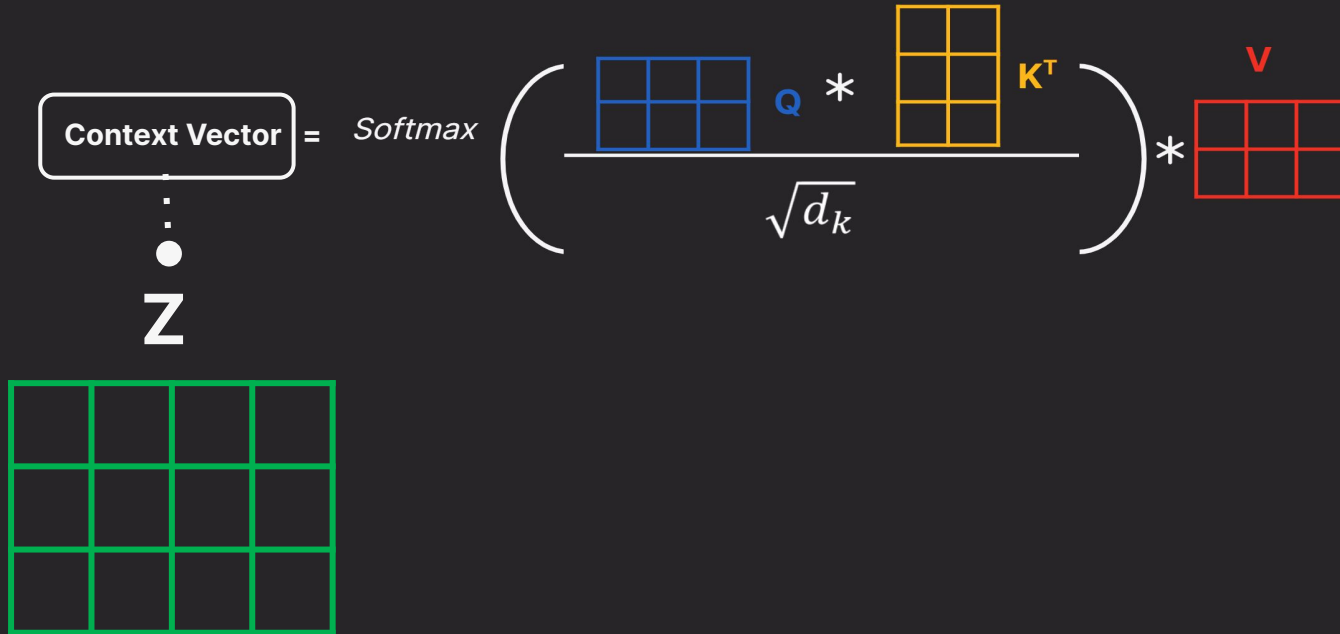 Context Vector = Softmax ( Q * Kᵀ ) * V
√dₖ
Z